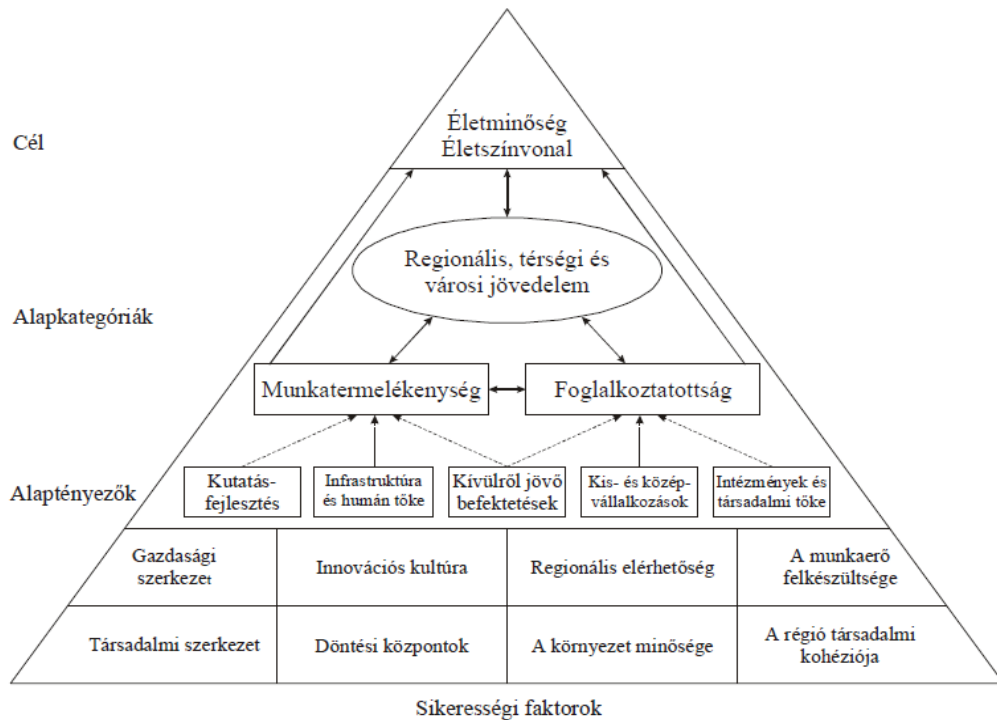 Életminőség
Életszínvonal
Cél
Regionális, térségi és
városi jövedelem
Alapkategóriák
Munkatermelékenység
Foglalkoztatottság
Alaptényezők
Kutatás-
fejlesztés
Infrastruktúra
és humán tőke
Kívülről jövő
befektetések
Kis- és közép-
vállalkozások
Intézmények és
társadalmi tőke
Gazdasági
szerkezet
Innovációs kultúra
Regionális elérhetőség
A munkaerő
felkészültsége
Társadalmi szerkezet
Döntési központok
A környezet minősége
A régió társadalmi
kohéziója
Sikerességi faktorok